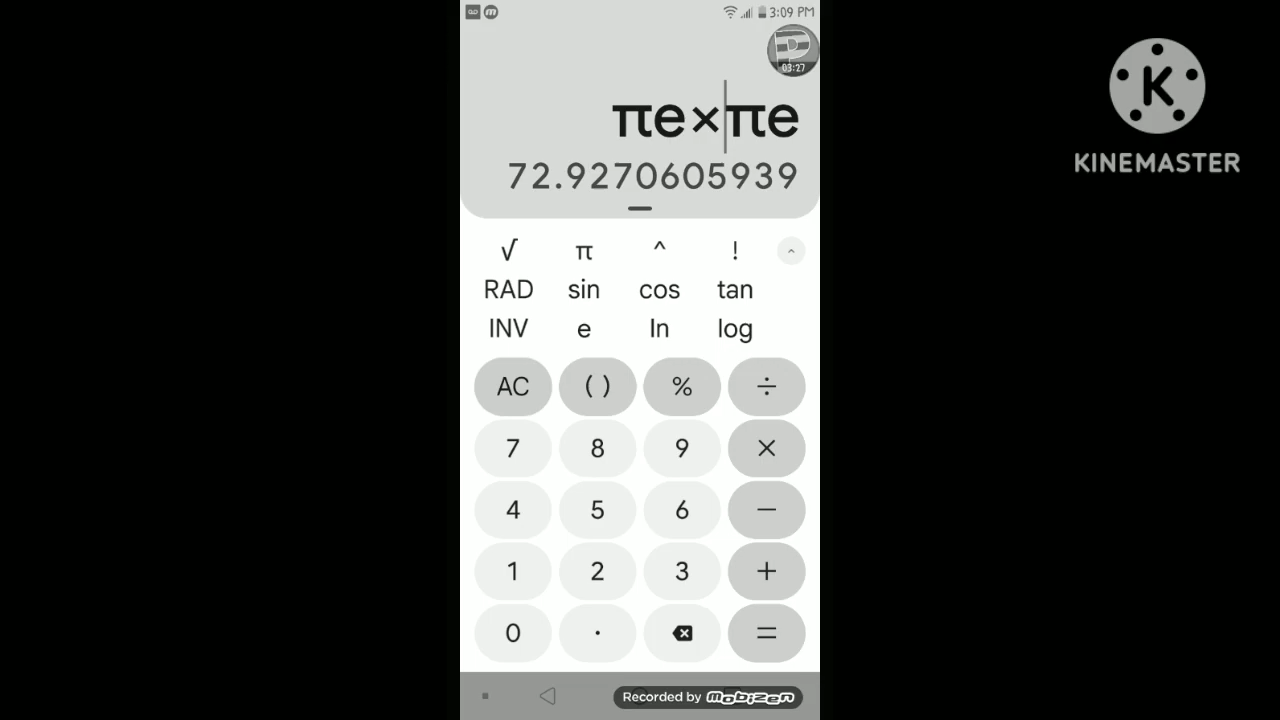 3:09 PM
03:27
K
KINEMASTER
πe×πe
72.9270605939
√ π ^ !
RAD sin cos tan
INV e ln log
AC ( ) % ÷
7 8 9 ×
4 5 6 −
1 2 3 +
0 . =
Recorded by mobizen